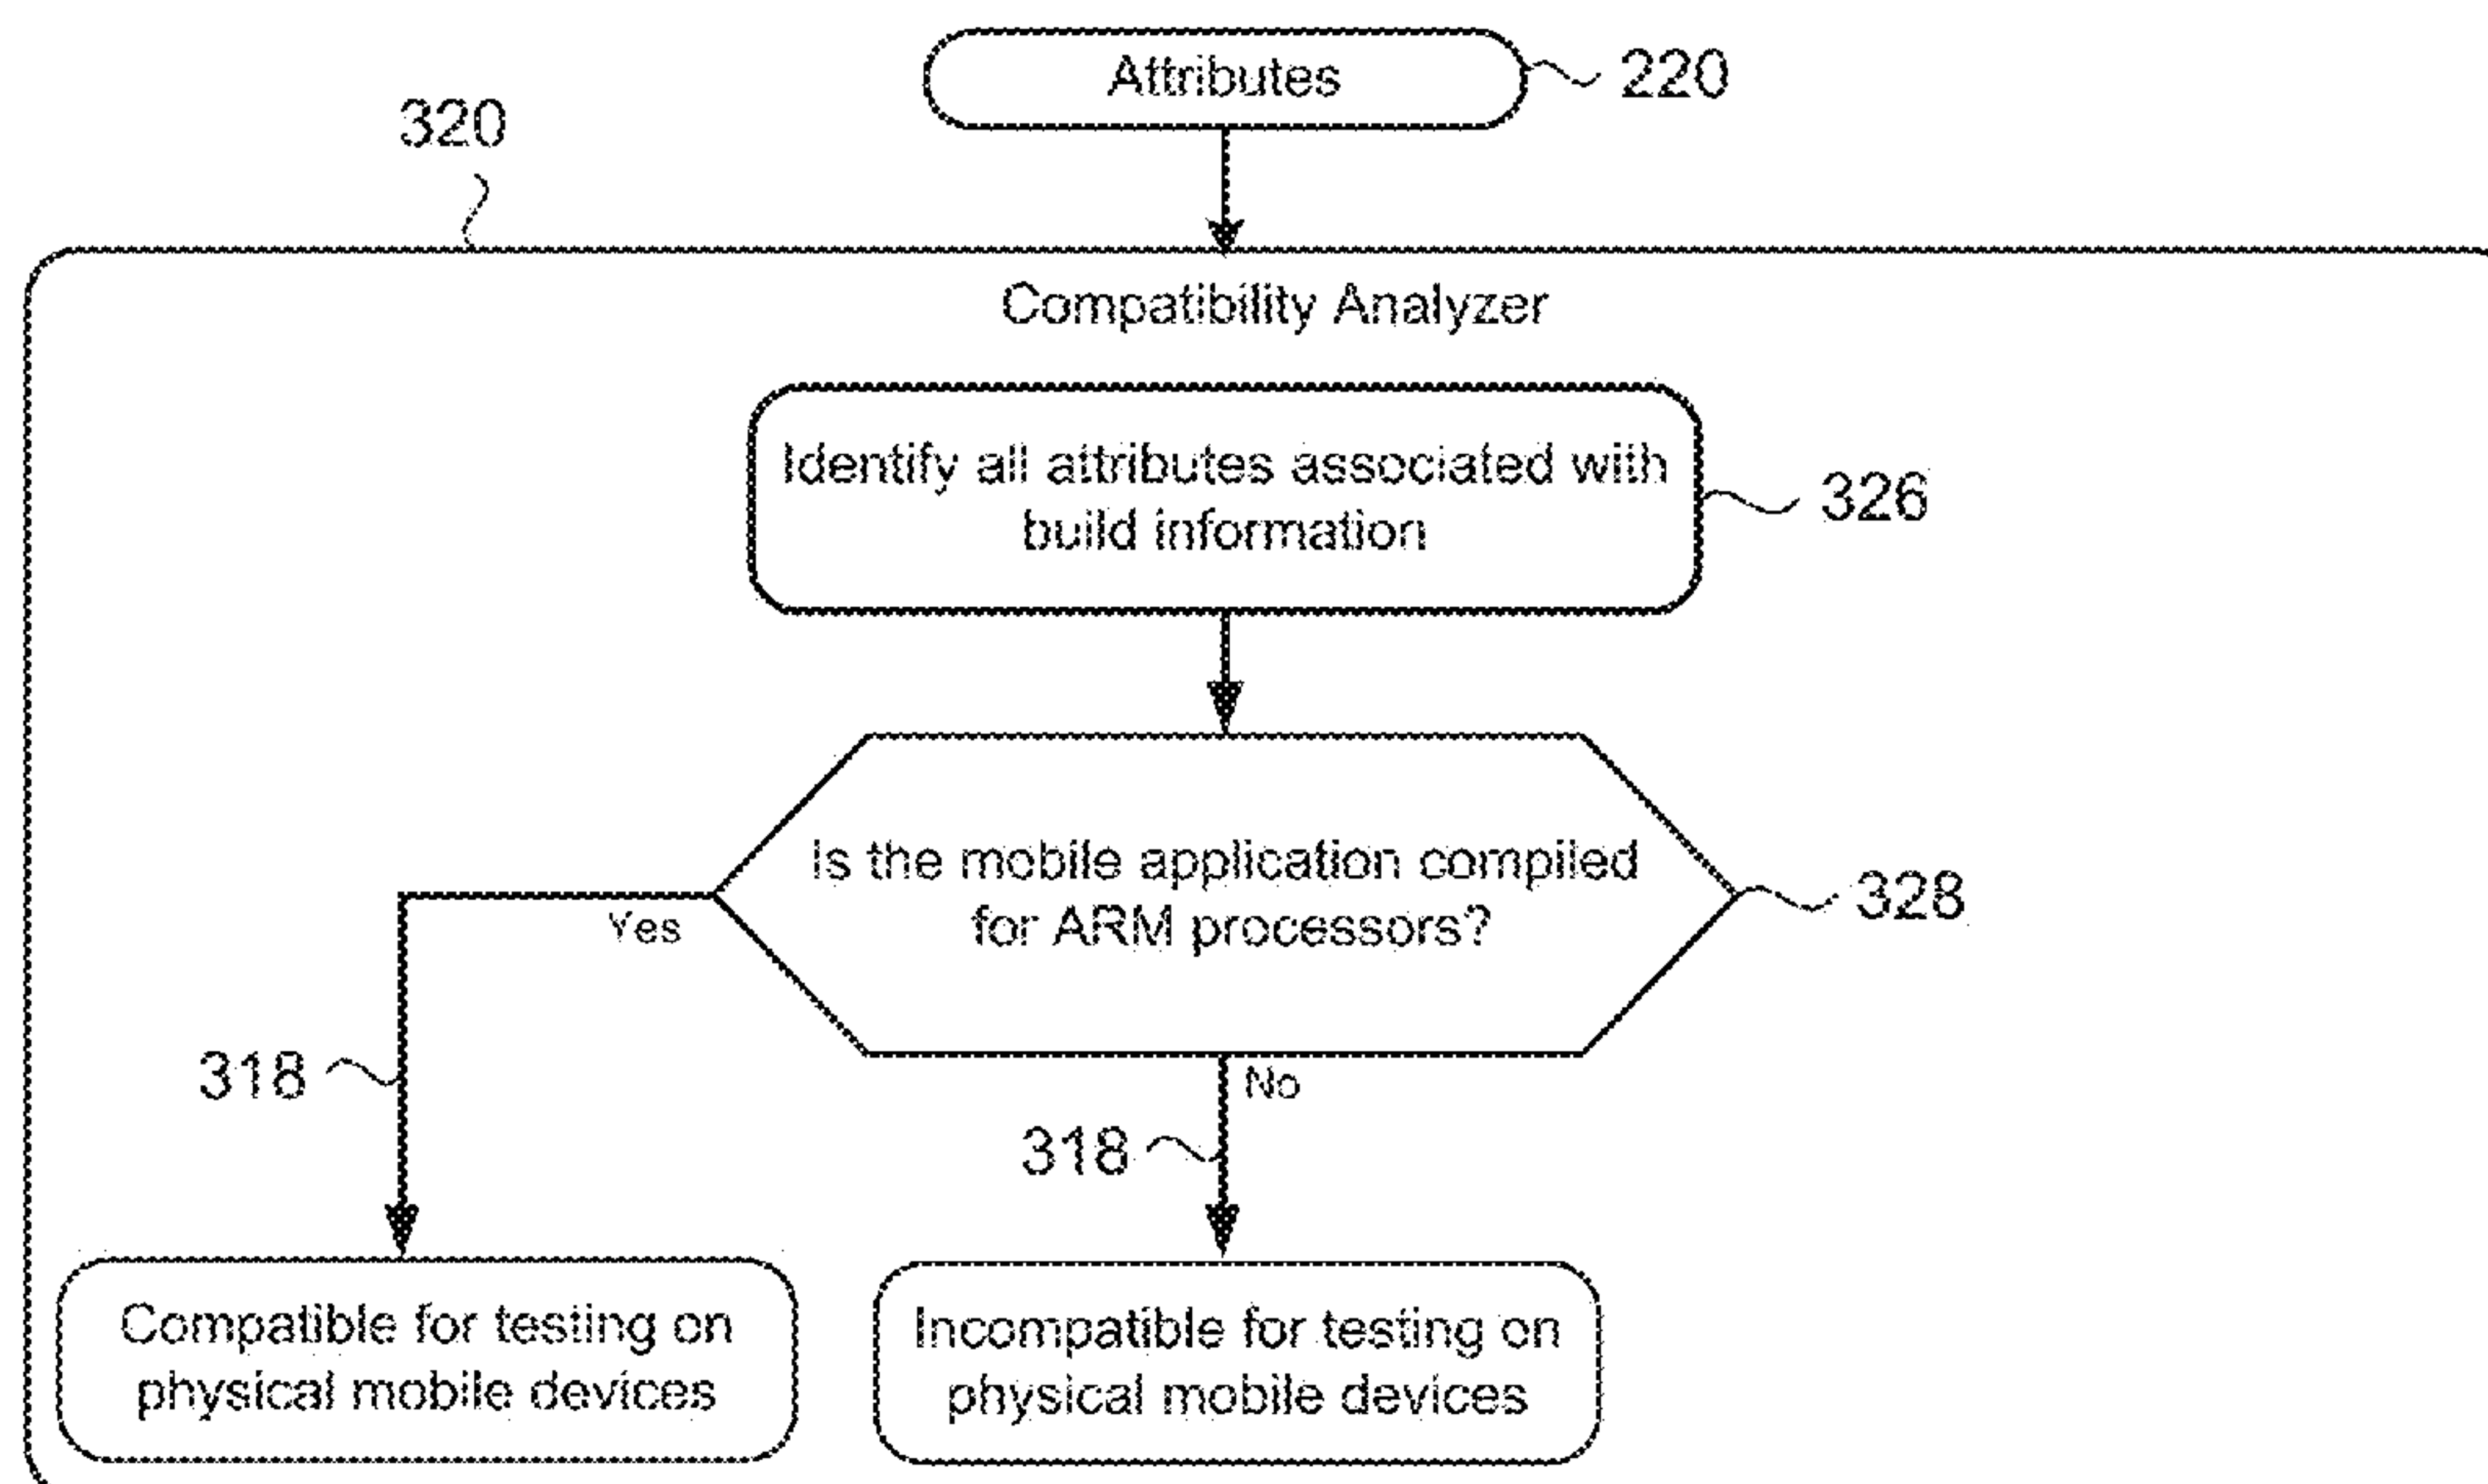 Attributes
220
320
Compatibility Analyzer
Identify all attributes associated with
build information
326
Is the mobile application compiled
for ARM processors?
328
Yes
No
318
318
Compatible for testing on
physical mobile devices
Incompatible for testing on
physical mobile devices